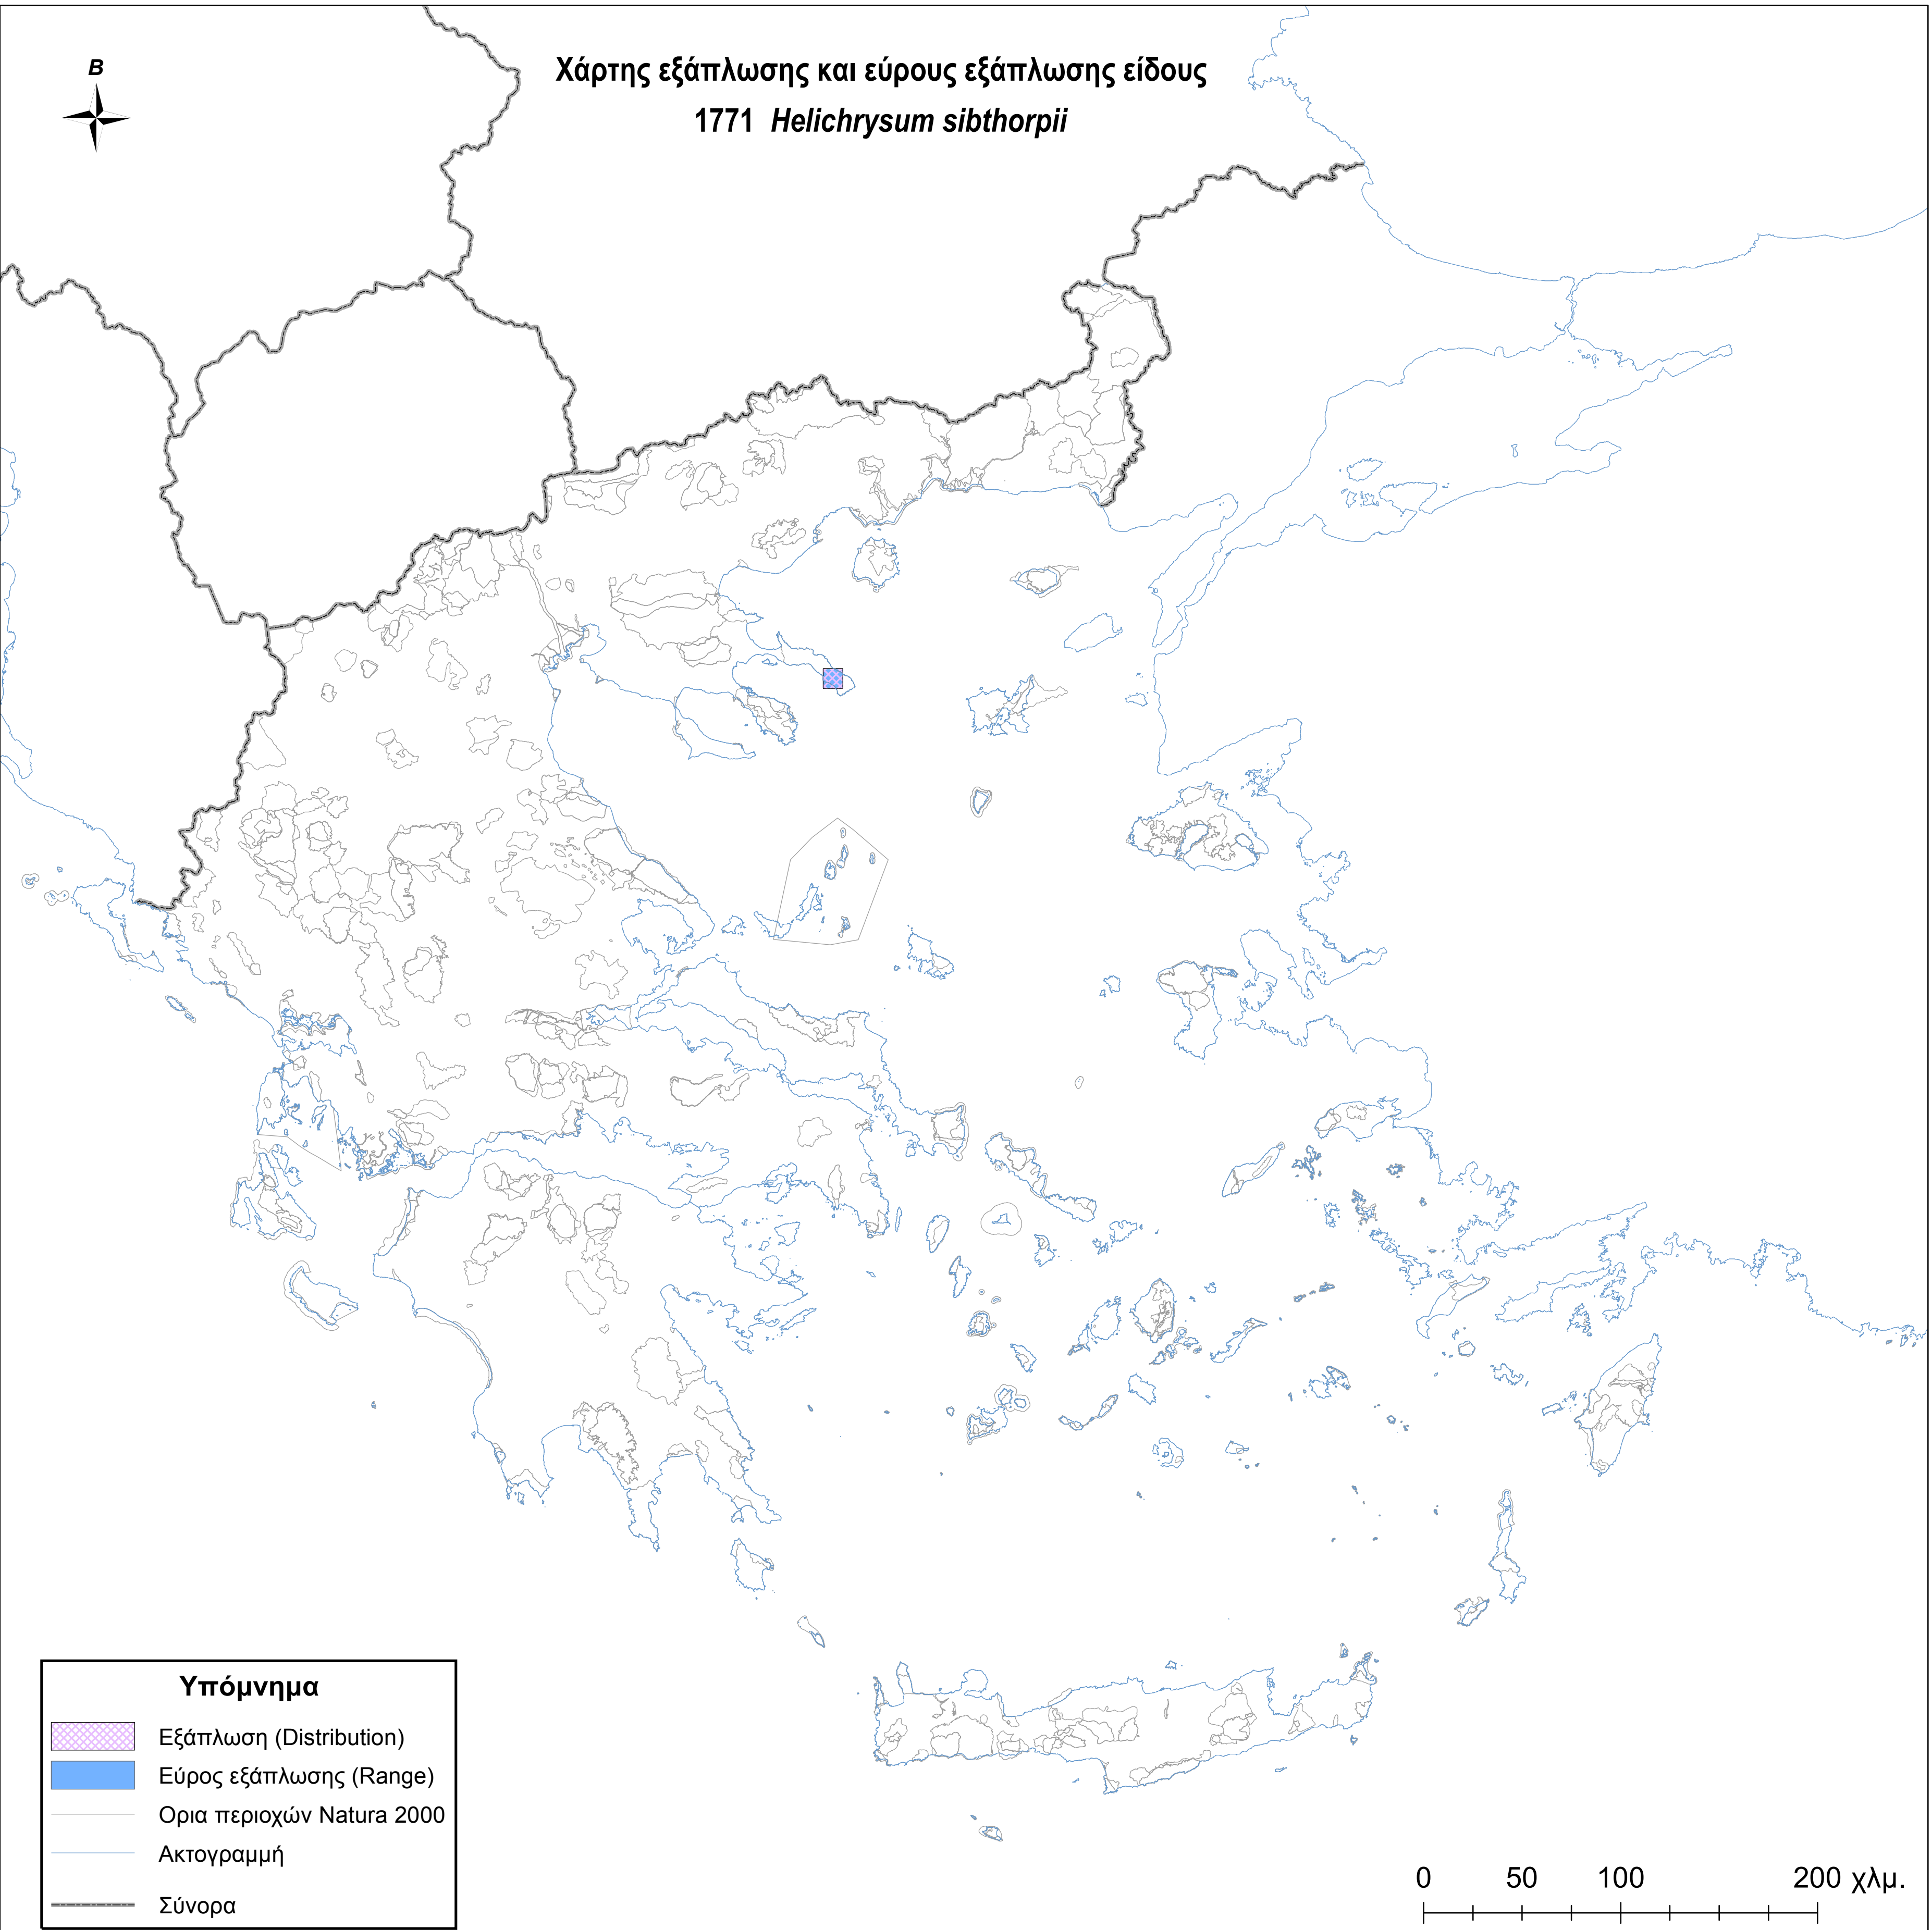 Β
Χάρτης εξάπλωσης και εύρους εξάπλωσης είδους
1771 Helichrysum sibthorpii
Υπόμνημα
Εξάπλωση (Distribution)
Εύρος εξάπλωσης (Range)
Ορια περιοχών Natura 2000
Ακτογραμμή
Σύνορα
0 50 100 200 χλμ.